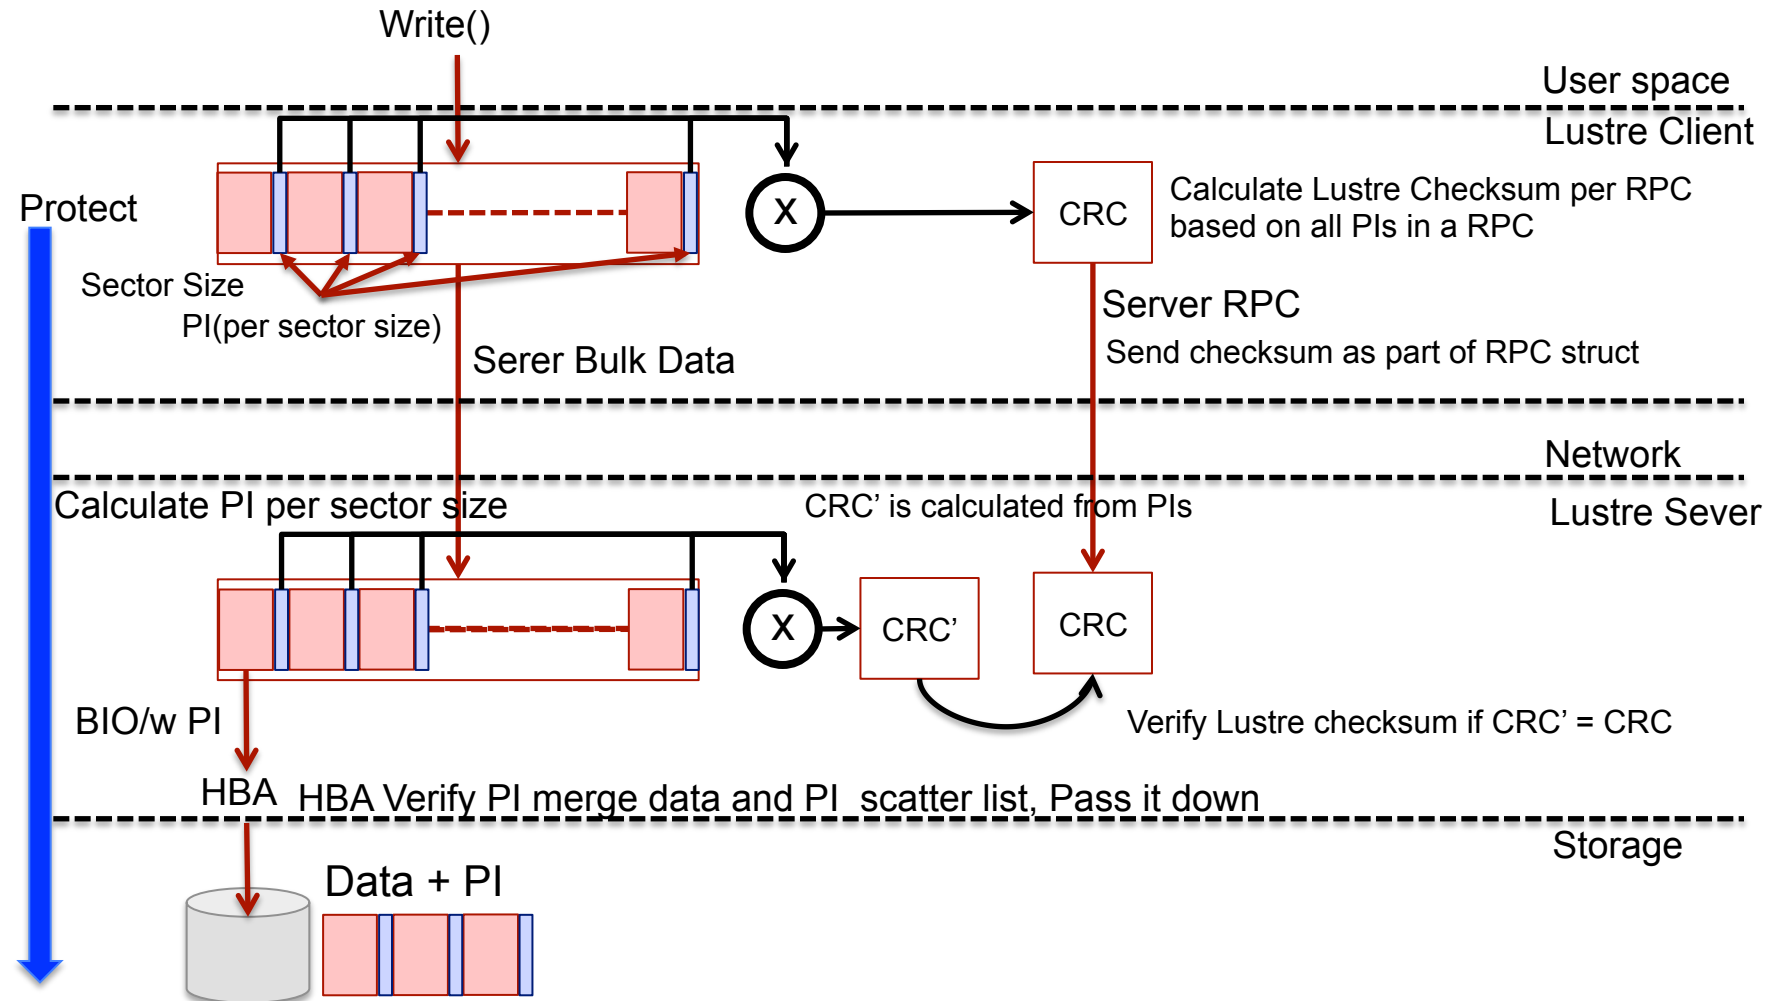 Write()
User space
Lustre Client
Protect
X
CRC
Calculate Lustre Checksum per RPC
based on all PIs in a RPC
Sector Size
PI(per sector size)
Server RPC
Serer Bulk Data
Send checksum as part of RPC struct
Network
Calculate PI per sector size
CRC’ is calculated from PIs
Lustre Sever
X
CRC’
CRC
BIO/w PI
Verify Lustre checksum if CRC’ = CRC
HBA
HBA Verify PI merge data and PI scatter list, Pass it down
Storage
Data + PI